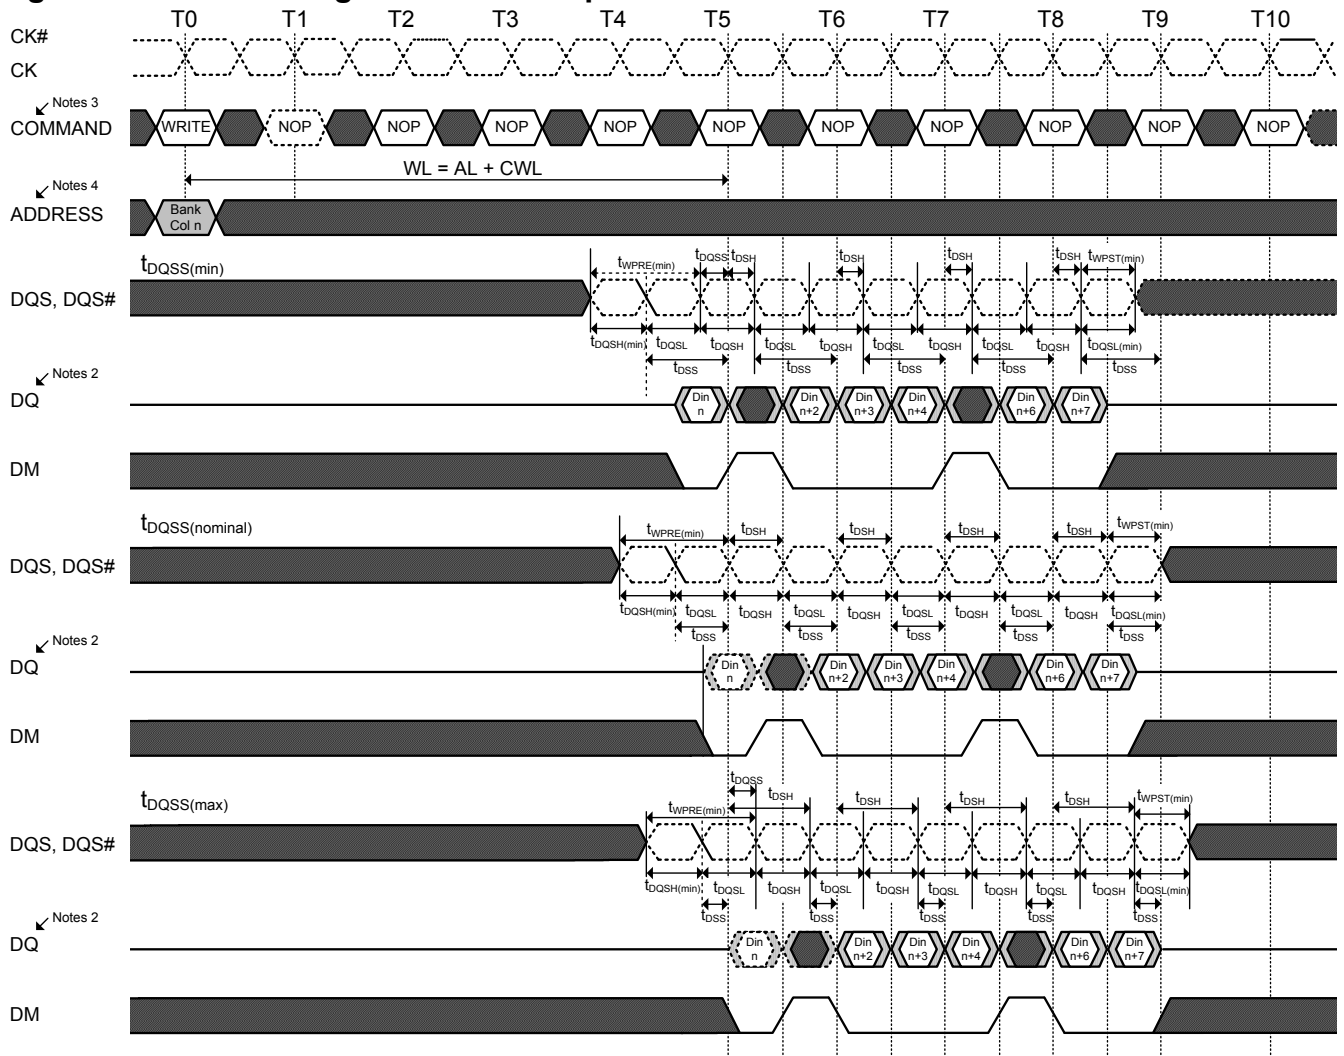 T0 T1 T2 T3 T4 T5 T6 T7 T8 T9 T10
CK#
CK
Notes 3
COMMAND WRITE NOP NOP NOP NOP NOP NOP NOP NOP NOP NOP
WL = AL + CWL
Notes 4
ADDRESS Bank Col n
tDQSS(min) tWPRE(min) tDQSS tDSH tDSH tDSH tDSH tWPST(min)
DQS, DQS#
tDQSH(min) tDQSL tDQSH tDQSL tDQSH tDQSL tDQSH tDQSL tDQSH tDQSL(min)
tDSS tDSS tDSS tDSS tDSS
Notes 2
DQ Din n Din n+2 Din n+3 Din n+4 Din n+6 Din n+7
DM
tDQSS(nominal) tWPRE(min) tDSH tDSH tDSH tDSH tWPST(min)
DQS, DQS#
tDQSH(min) tDQSL tDQSH tDQSL tDQSH tDQSL tDQSH tDQSL tDQSH tDQSL(min)
tDSS tDSS tDSS tDSS tDSS
Notes 2
DQ Din n Din n+2 Din n+3 Din n+4 Din n+6 Din n+7
DM
tDQSS
tDQSS(max) tWPRE(min) tDSH tDSH tDSH tDSH tWPST(min)
DQS, DQS#
tDQSH(min) tDQSL tDQSH tDQSL tDQSH tDQSL tDQSH tDQSL tDQSH tDQSL(min)
tDSS tDSS tDSS tDSS tDSS
Notes 2
DQ Din n Din n+2 Din n+3 Din n+4 Din n+6 Din n+7
DM